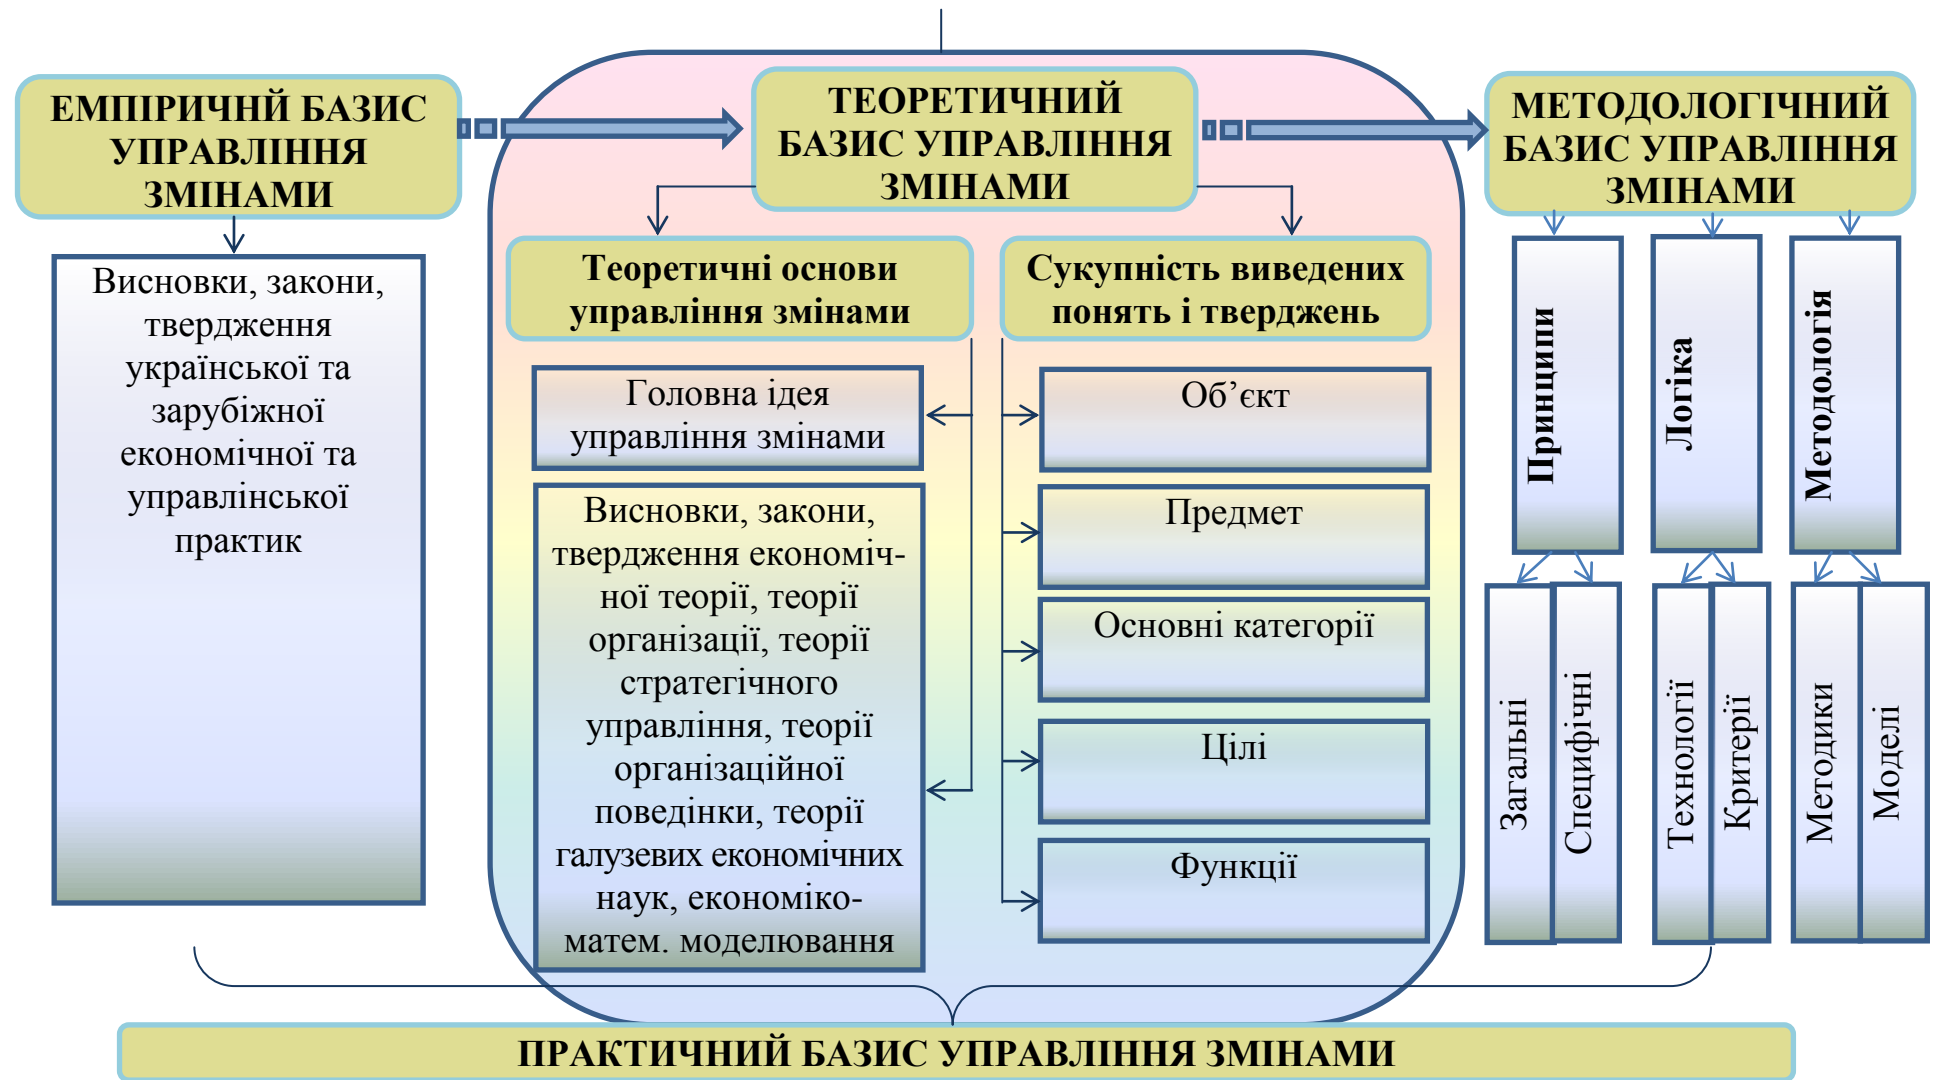 ЕМПІРИЧНЙ БАЗИС
УПРАВЛІННЯ
ЗМІНАМИ
Висновки, закони,
твердження
української та
зарубіжної
економічної та
управлінської
практик
ТЕОРЕТИЧНИЙ
БАЗИС УПРАВЛІННЯ
ЗМІНАМИ
Теоретичні основи
управління змінами
Головна ідея
управління змінами
Висновки, закони,
твердження економіч-
ної теорії, теорії
організації, теорії
стратегічного
управління, теорії
організаційної
поведінки, теорії
галузевих економічних
наук, економіко-
матем. моделювання
Сукупність виведених
понять і тверджень
Об’єкт
Предмет
Основні категорії
Цілі
Функції
МЕТОДОЛОГІЧНИЙ
БАЗИС УПРАВЛІННЯ
ЗМІНАМИ
Принципи
Логіка
Методологія
Загальні
Специфічні
Технології
Критерії
Методики
Моделі
ПРАКТИЧНИЙ БАЗИС УПРАВЛІННЯ ЗМІНАМИ